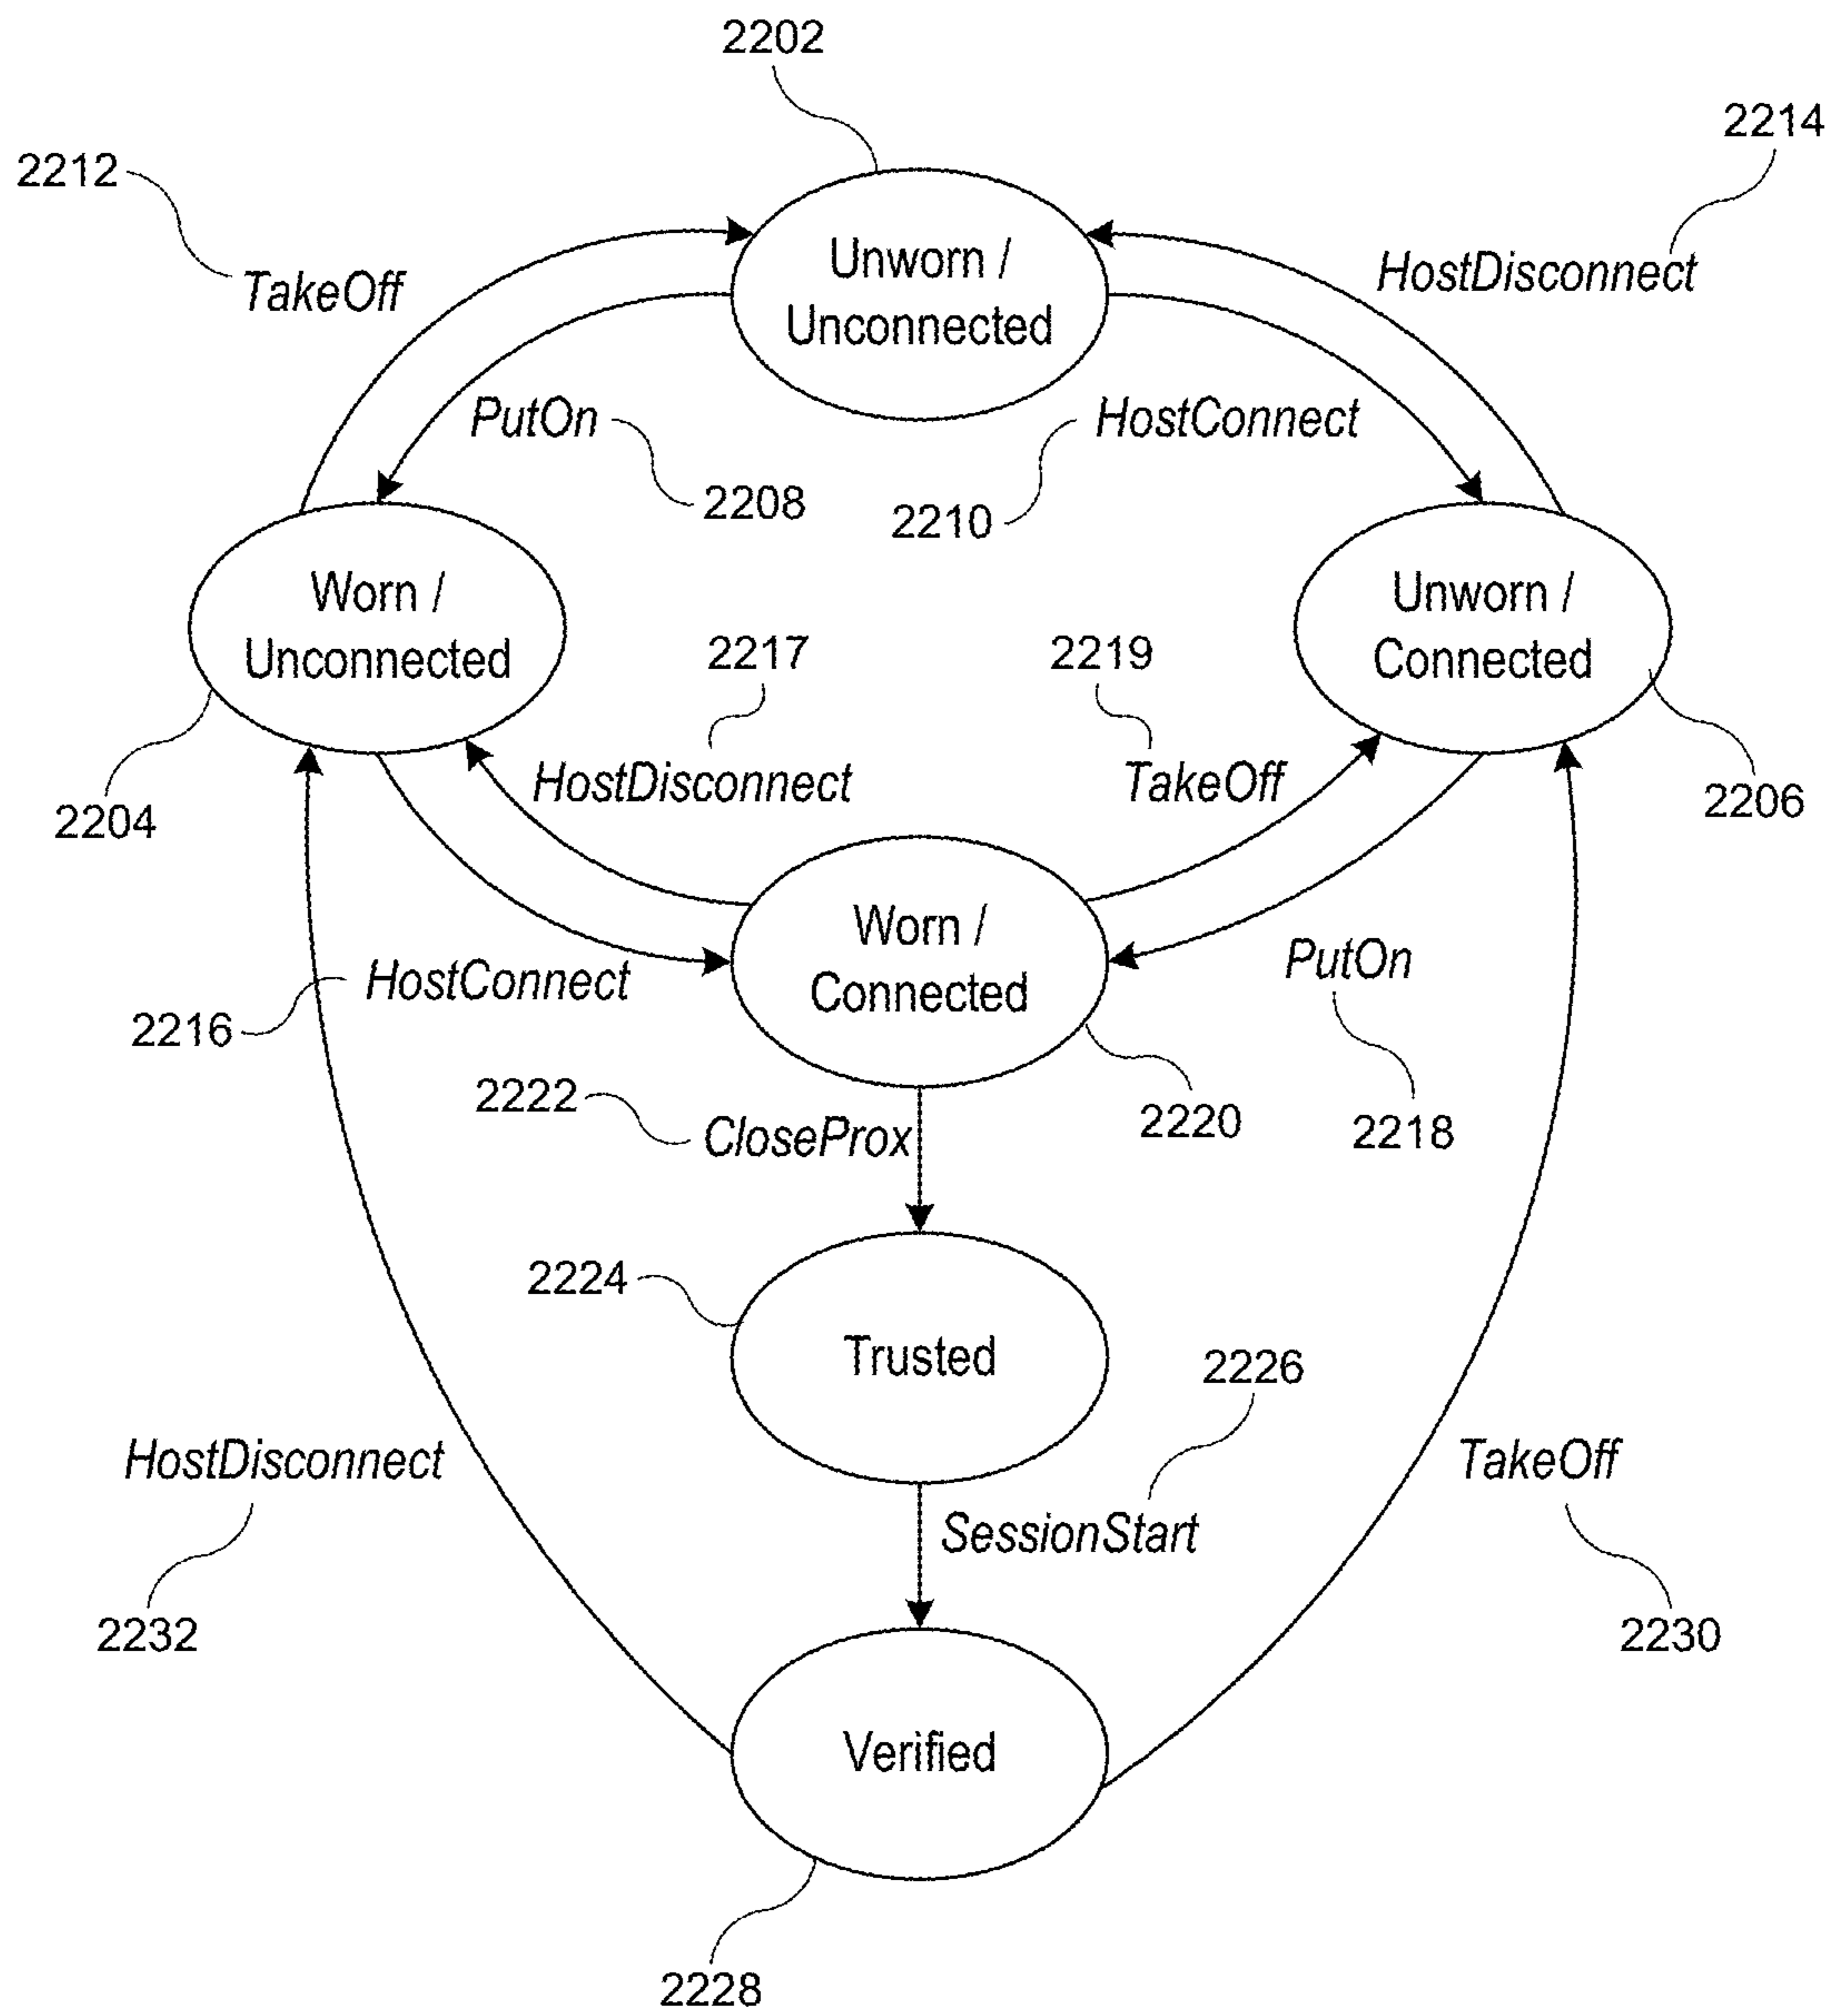 2202
2214
2212
Unworn /
Unconnected
TakeOff
HostDisconnect
PutOn
HostConnect
2208
2210
Worn /
Unconnected
Unworn /
Connected
2217
2219
HostDisconnect
TakeOff
2204
2206
Worn /
Connected
HostConnect
PutOn
2216
2222
CloseProx
2220
2218
2224
Trusted
2226
HostDisconnect
TakeOff
SessionStart
2232
2230
Verified
2228